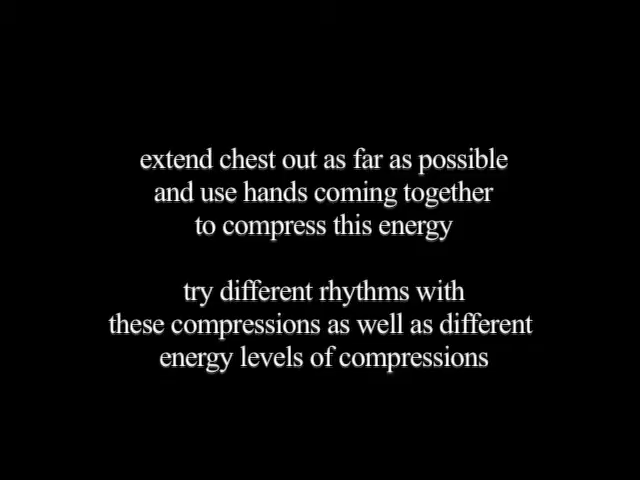 extend chest out as far as possible
and use hands coming together
to compress this energy
try different rhythms with
these compressions as well as different
energy levels of compressions